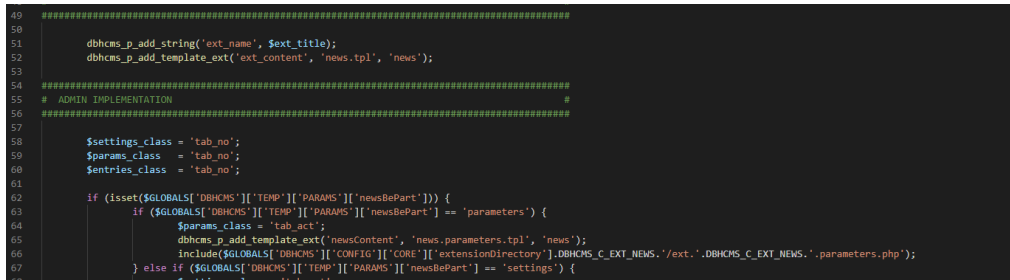 49 ##############################################################################################
50
51 dbhcms_p_add_string('ext_name', $ext_title);
52 dbhcms_p_add_template_ext('ext_content', 'news.tpl', 'news');
53
54 ##############################################################################################
55 # ADMIN IMPLEMENTATION #
56 ##############################################################################################
57
58 $settings_class = 'tab_no';
59 $params_class = 'tab_no';
60 $entries_class = 'tab_no';
61
62 if (isset($GLOBALS['DBHCMS']['TEMP']['PARAMS']['newsBePart'])) {
63 if ($GLOBALS['DBHCMS']['TEMP']['PARAMS']['newsBePart'] == 'parameters') {
64 $params_class = 'tab_act';
65 dbhcms_p_add_template_ext('newsContent', 'news.parameters.tpl', 'news');
66 include($GLOBALS['DBHCMS']['CONFIG']['CORE']['extensionDirectory'].DBHCMS_C_EXT_NEWS.'/ext.'.DBHCMS_C_EXT_NEWS.'.parameters.php');
67 } else if ($GLOBALS['DBHCMS']['TEMP']['PARAMS']['newsBePart'] == 'settings') {